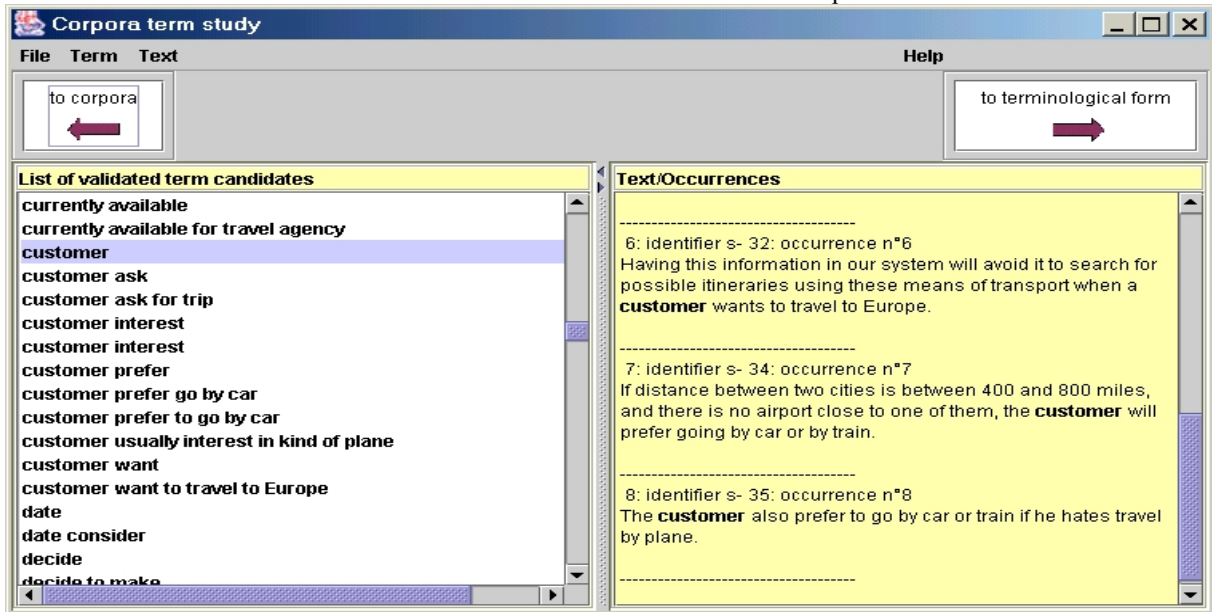 Corpora term study
File Term Text Help
to corpora
to terminological form
List of validated term candidates
currently available
currently available for travel agency
customer
customer ask
customer ask for trip
customer interest
customer interest
customer prefer
customer prefer go by car
customer prefer to go by car
customer usually interest in kind of plane
customer want
customer want to travel to Europe
date
date consider
decide
decide to make
Text/Occurrences
------------------------------------
6: identifier s- 32: occurrence n°6
Having this information in our system will avoid it to search for
possible itineraries using these means of transport when a
customer wants to travel to Europe.
------------------------------------
7: identifier s- 34: occurrence n°7
If distance between two cities is between 400 and 800 miles,
and there is no airport close to one of them, the customer will
prefer going by car or by train.
------------------------------------
8: identifier s- 35: occurrence n°8
The customer also prefer to go by car or train if he hates travel
by plane.
------------------------------------